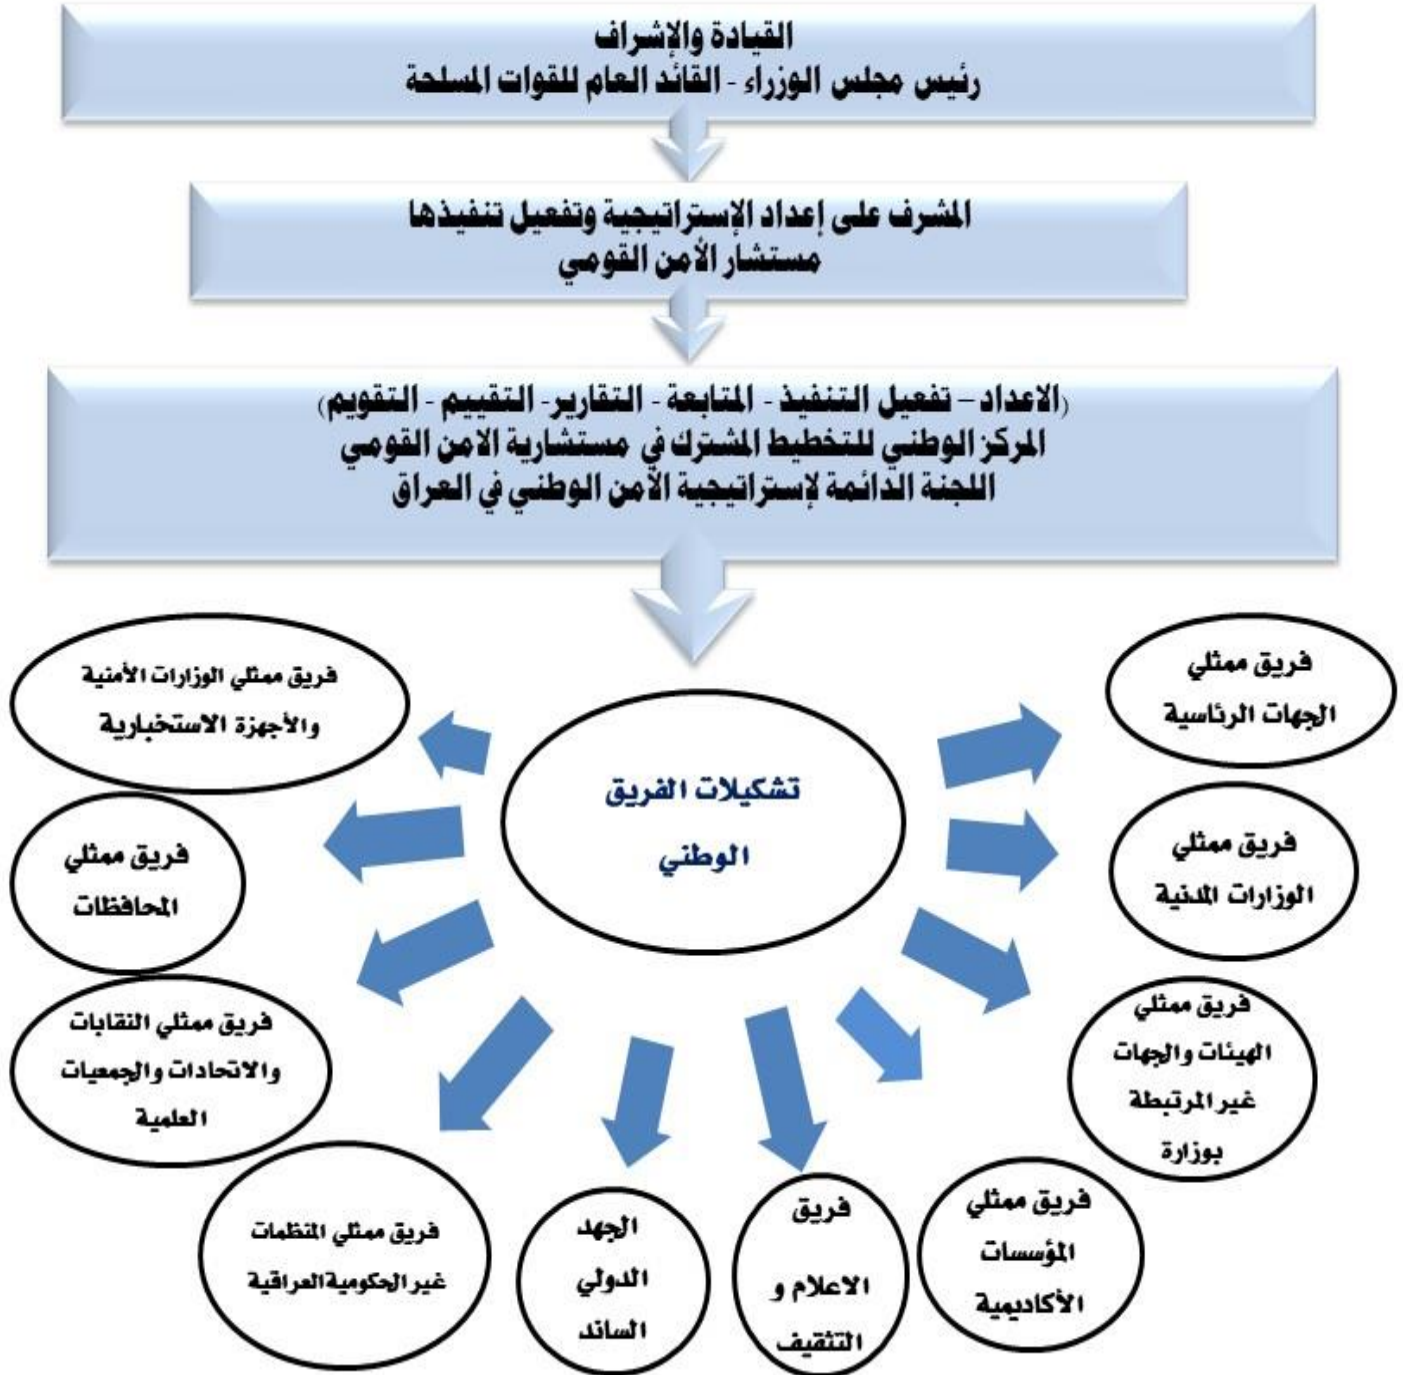 القيادة والإشراف
رئيس مجلس الوزراء - القائد العام للقوات المسلحة
المشرف على إعداد الإستراتيجية وتفعيل تنفيذها
مستشار الأمن القومي
(الاعداد – تفعيل التنفيذ - المتابعة - التقارير- التقييم - التقويم)
المركز الوطني للتخطيط المشترك في مستشارية الامن القومي
اللجنة الدائمة لإستراتيجية الأمن الوطني في العراق
تشكيلات الفريق
الوطني
فريق ممثلي
الجهات الرئاسية
فريق ممثلي
الوزارات المدنية
فريق ممثلي
الهيئات والجهات
غير المرتبطة
بوزارة
فريق ممثلي
المؤسسات
الأكاديمية
فريق
الاعلام و
التثقيف
الجهد
الدولي
الساند
فريق ممثلي المنظمات
غير الحكومية العراقية
فريق ممثلي النقابات
والاتحادات والجمعيات
العلمية
فريق ممثلي
المحافظات
فريق ممثلي الوزارات الأمنية
والأجهزة الاستخبارية